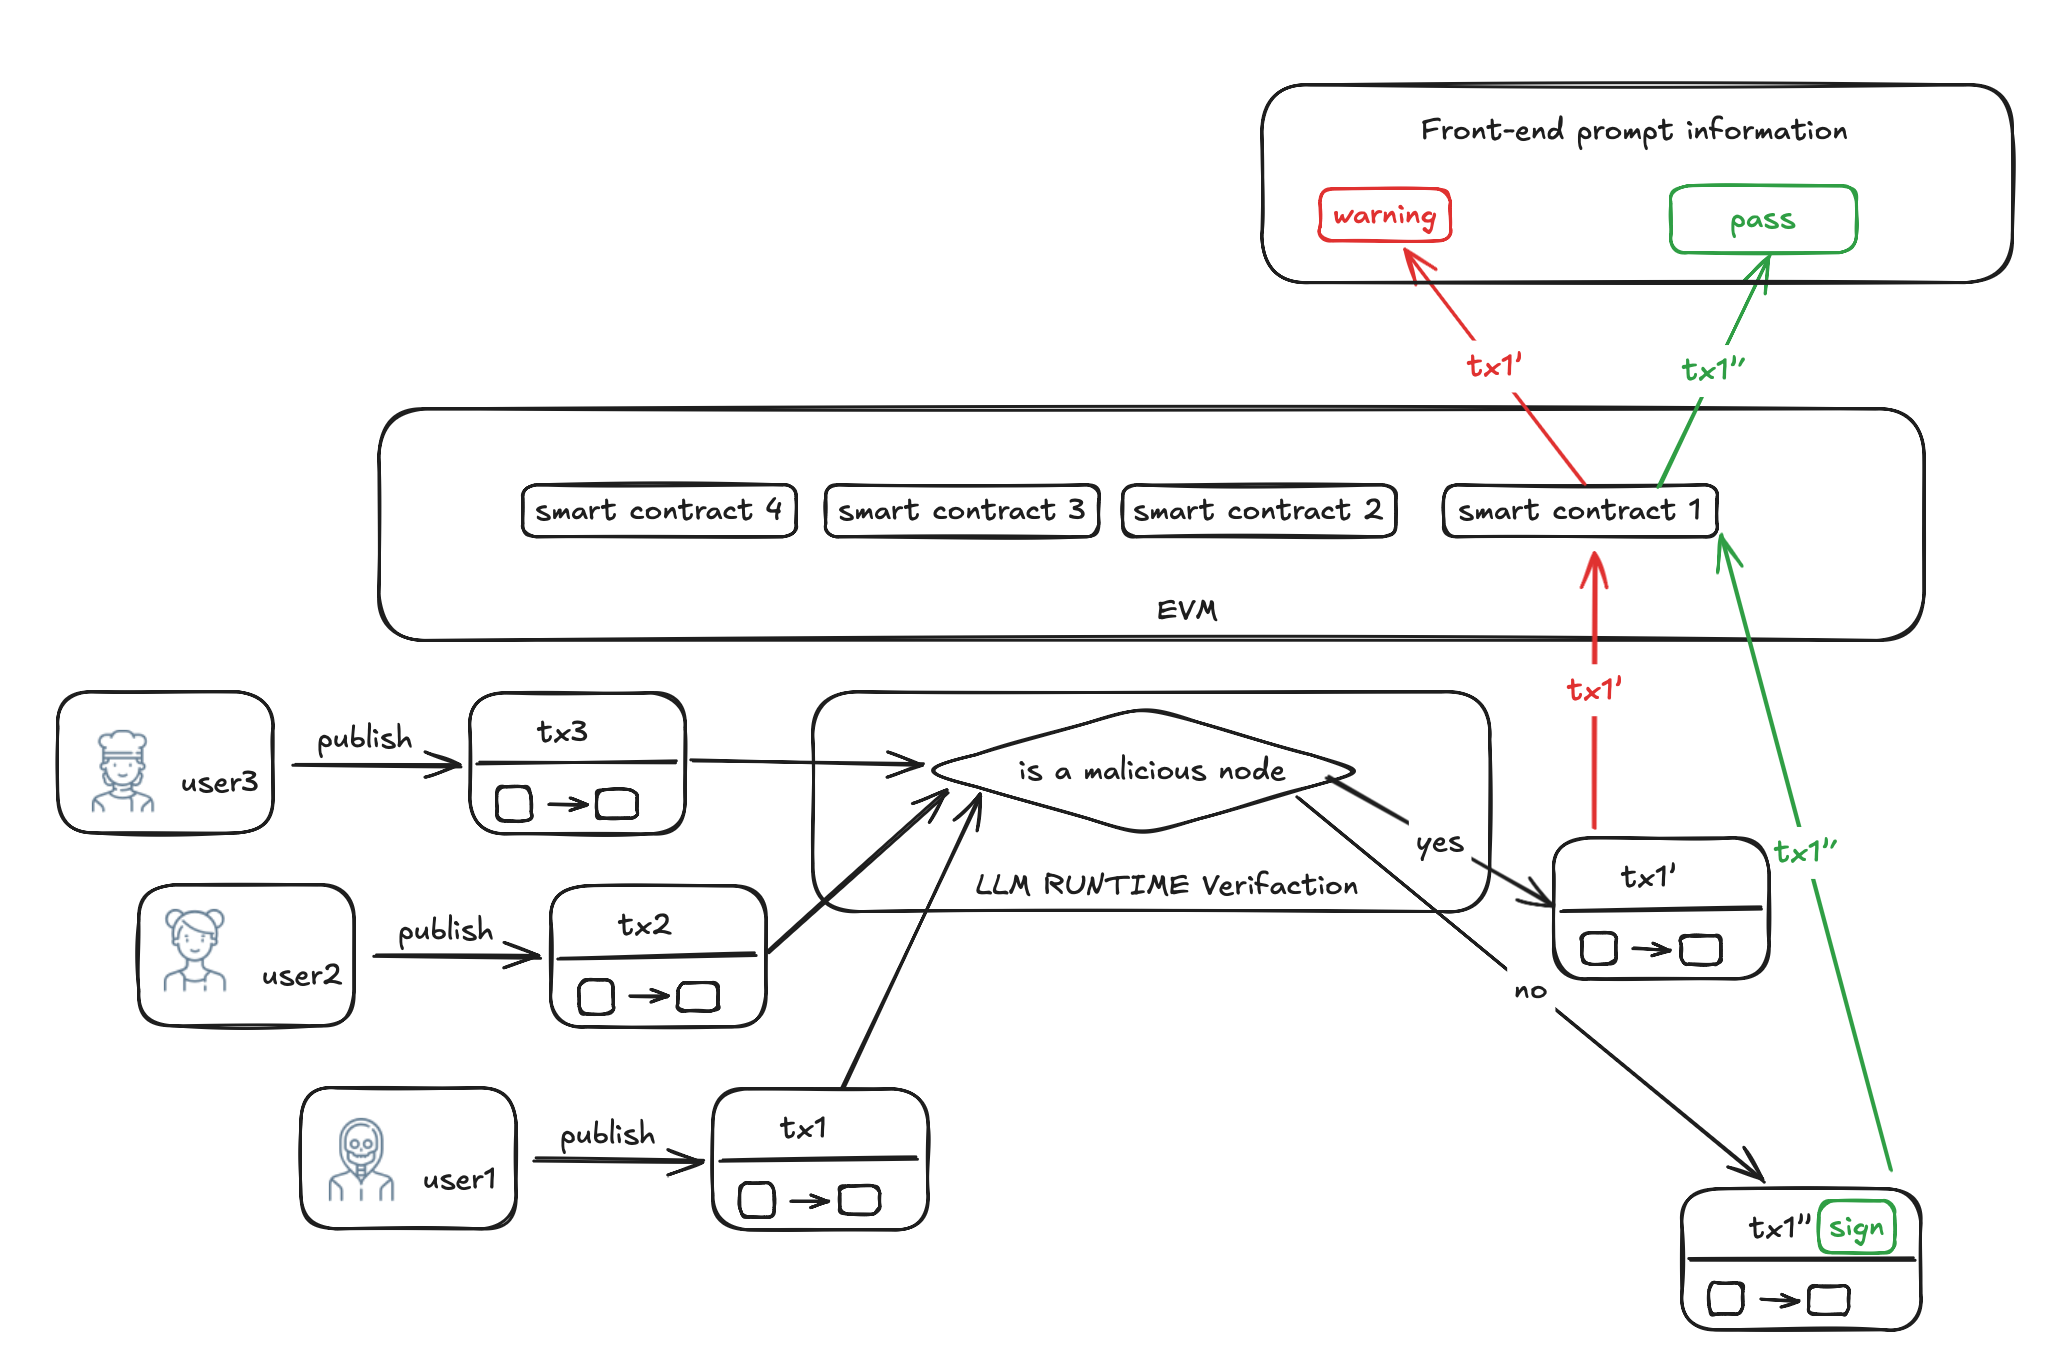 Front-end prompt information
warning
pass
tx1'
tx1''
smart contract 4
smart contract 3
smart contract 2
smart contract 1
EVM
tx1'
user3
publish
tx3
is a malicious node
yes
LLM RUNTIME Verifaction
tx1'
tx1''
user2
publish
tx2
no
user1
publish
tx1
tx1''
sign